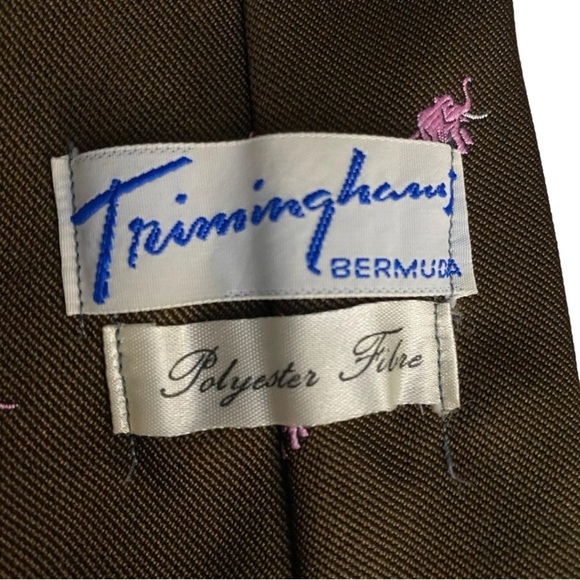 Trimingham's
BERMUDA
Polyester Fibre